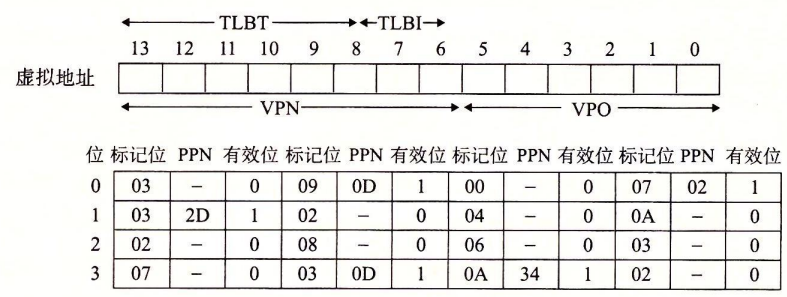 TLBT TLBI
13 12 11 10 9 8 7 6 5 4 3 2 1 0
虚拟地址
VPN VPO
位 标记位 PPN 有效位 标记位 PPN 有效位 标记位 PPN 有效位 标记位 PPN 有效位
0 03 – 0 09 0D 1 00 – 0 07 02 1
1 03 2D 1 02 – 0 04 – 0 0A – 0
2 02 – 0 08 – 0 06 – 0 03 – 0
3 07 – 0 03 0D 1 0A 34 1 02 – 0